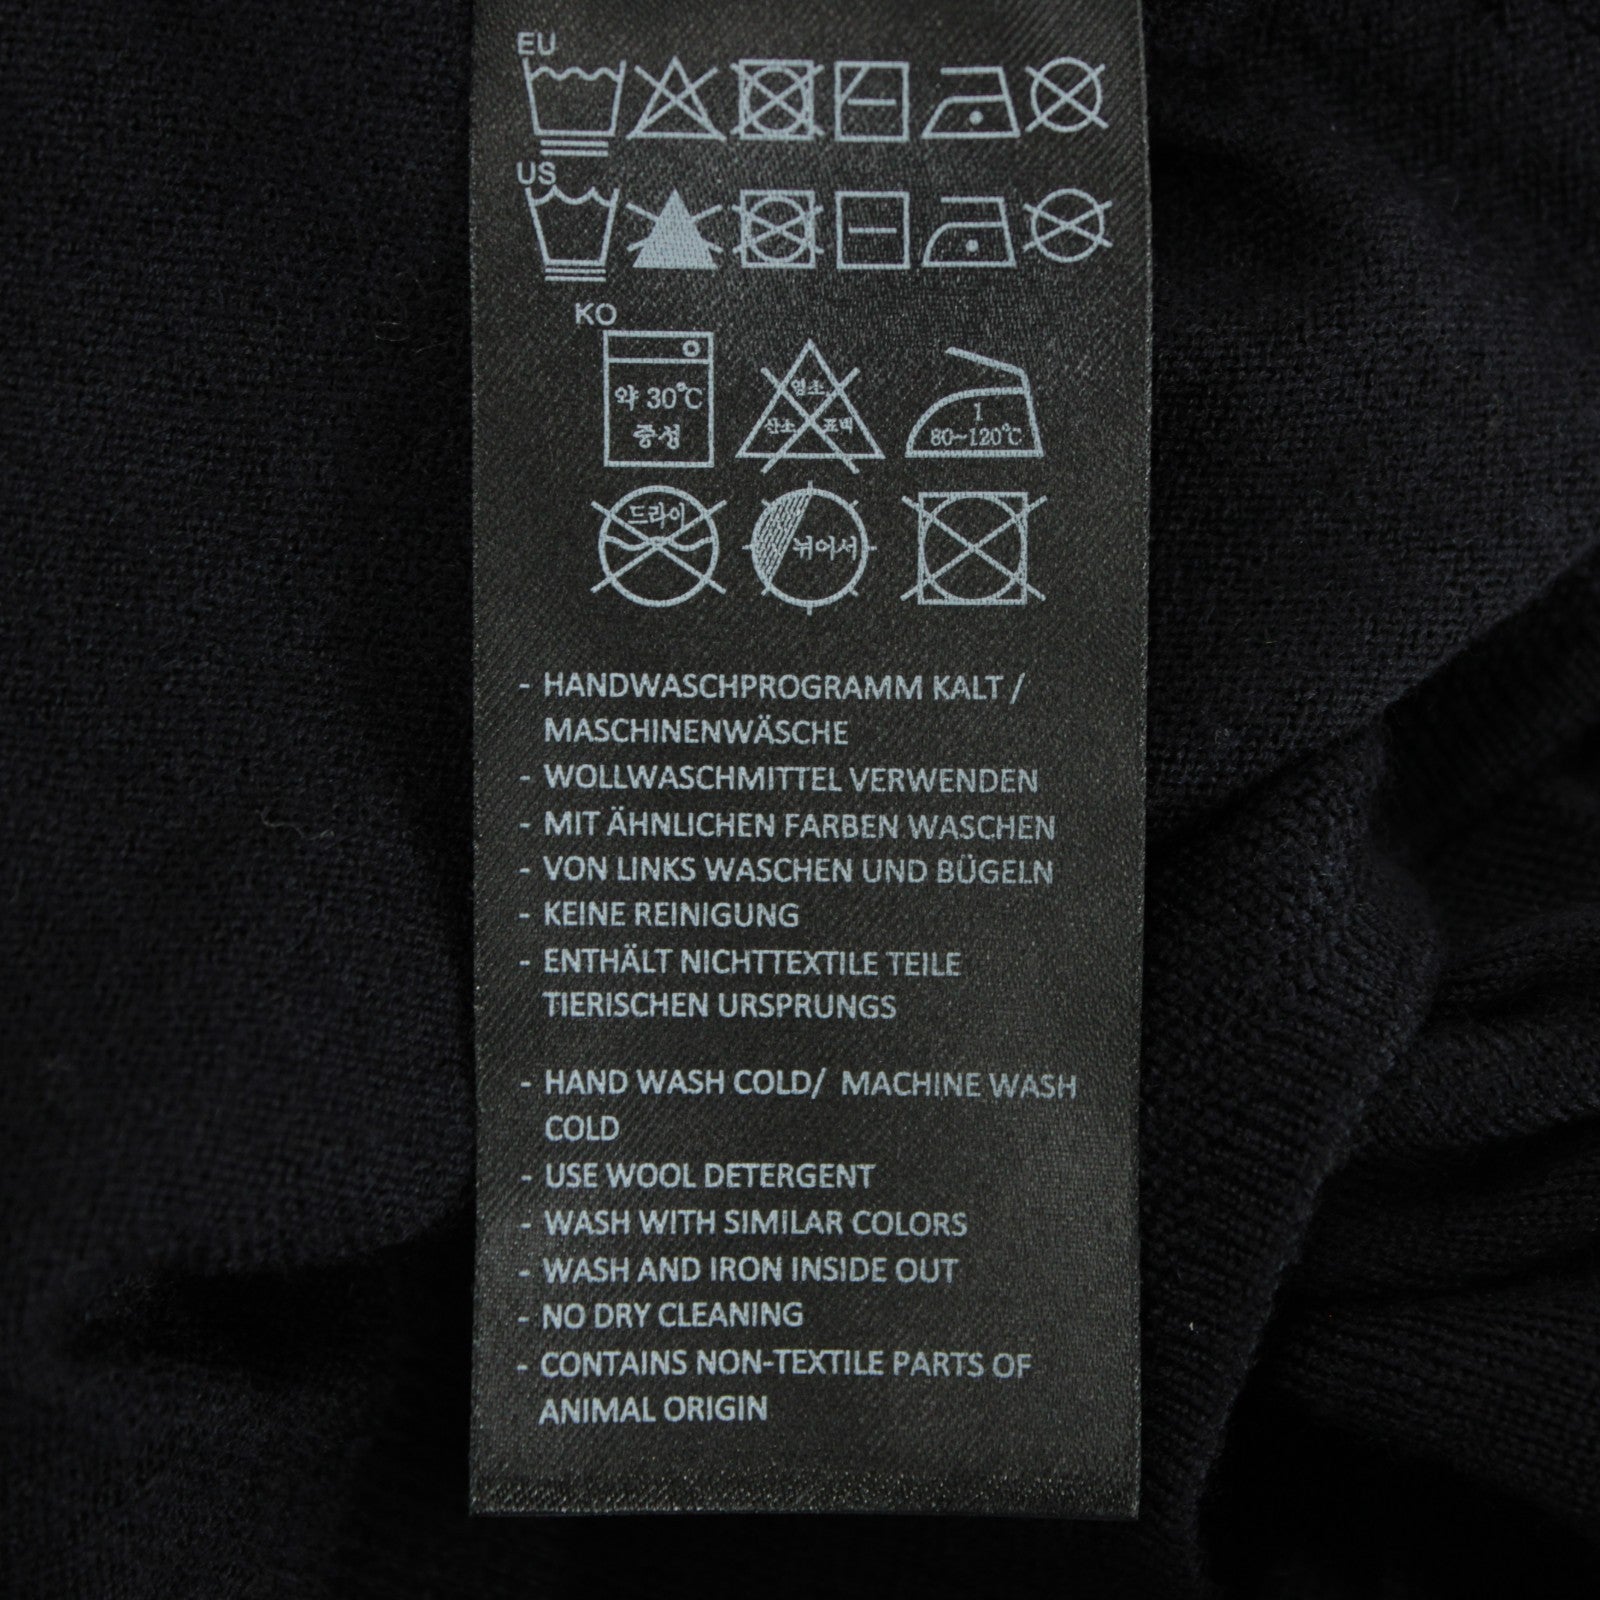 EU
US
KO
약 30℃
중성
염소
산소 표백
1
80~120℃
드라이
뉘어서
- HANDWASCHPROGRAMM KALT /
MASCHINENWÄSCHE
- WOLLWASCHMITTEL VERWENDEN
- MIT ÄHNLICHEN FARBEN WASCHEN
- VON LINKS WASCHEN UND BÜGELN
- KEINE REINIGUNG
- ENTHÄLT NICHTTEXTILE TEILE
TIERISCHEN URSPRUNGS
- HAND WASH COLD/ MACHINE WASH
COLD
- USE WOOL DETERGENT
- WASH WITH SIMILAR COLORS
- WASH AND IRON INSIDE OUT
- NO DRY CLEANING
- CONTAINS NON-TEXTILE PARTS OF
ANIMAL ORIGIN